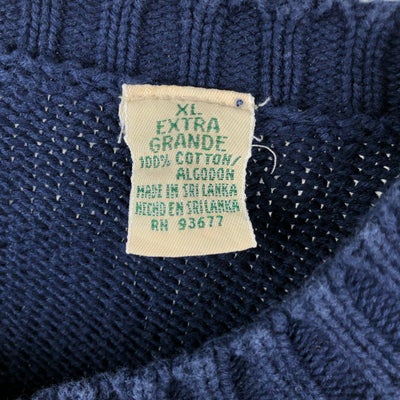 XL
EXTRA
GRANDE
100% COTTON/
ALGODON
MADE IN SRI LANKA
HECHO EN SRI LANKA
RN 93677